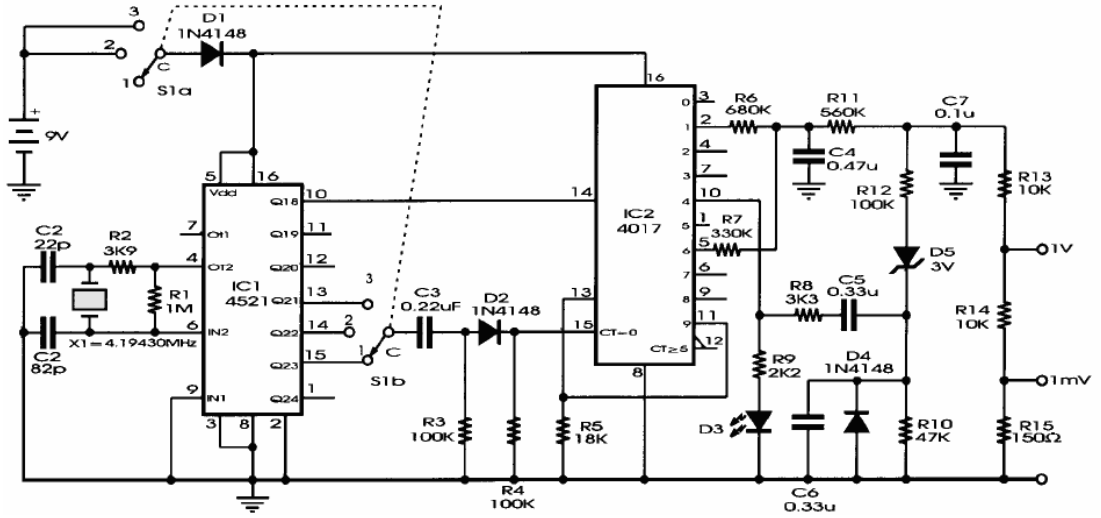 3
D1
1N4148
2
C
1
S1a
+
9V
16
3
0
R6
680K
R11
560K
C7
0.1u
2
1
C4
0.47u
4
2
7
3
R13
10K
R12
100K
5
16
Vdd
10
Q18
14
10
4
IC2
4017
1
5
R7
330K
5
6
1V
7
OT1
11
Q19
C2
22p
R2
3K9
4
OT2
12
Q20
D5
3V
6
7
IC1
4521
13
Q21
3
C3
0.22uF
D2
1N4148
13
9
8
R8
3K3
C5
0.33u
R14
10K
R1
1M
6
IN2
14
Q22
2
15
CT=0
11
9
12
CT≥5
X1=4.19430MHz
C2
82p
15
Q23
1
C
S1b
8
R9
2K2
D4
1N4148
1mV
9
IN1
1
Q24
3
8
2
R3
100K
R5
18K
D3
R10
47K
R15
150Ω
R4
100K
C6
0.33u